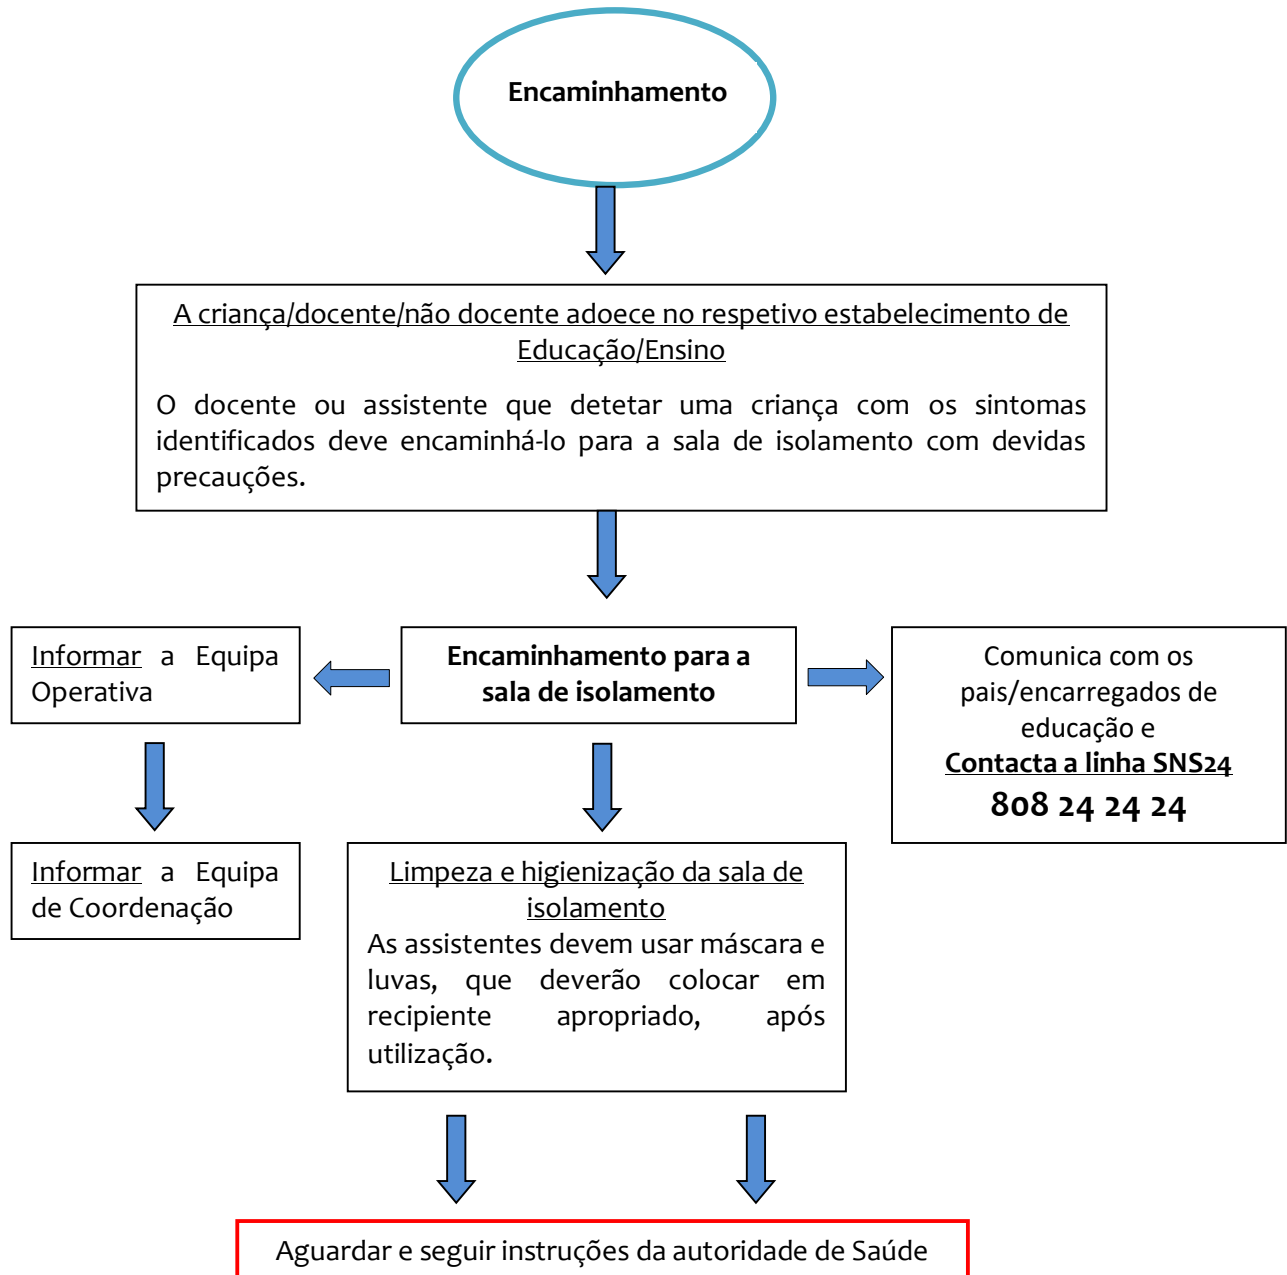 Encaminhamento
A criança/docente/não docente adoece no respetivo estabelecimento de
Educação/Ensino
O docente ou assistente que detetar uma criança com os sintomas
identificados deve encaminhá-lo para a sala de isolamento com devidas
precauções.
Informar a Equipa
Operativa
Encaminhamento para a
sala de isolamento
Comunica com os
pais/encarregados de
educação e
Contacta a linha SNS24
808 24 24 24
Informar a Equipa
de Coordenação
Limpeza e higienização da sala de
isolamento
As assistentes devem usar máscara e
luvas, que deverão colocar em
recipiente apropriado, após
utilização.
Aguardar e seguir instruções da autoridade de Saúde